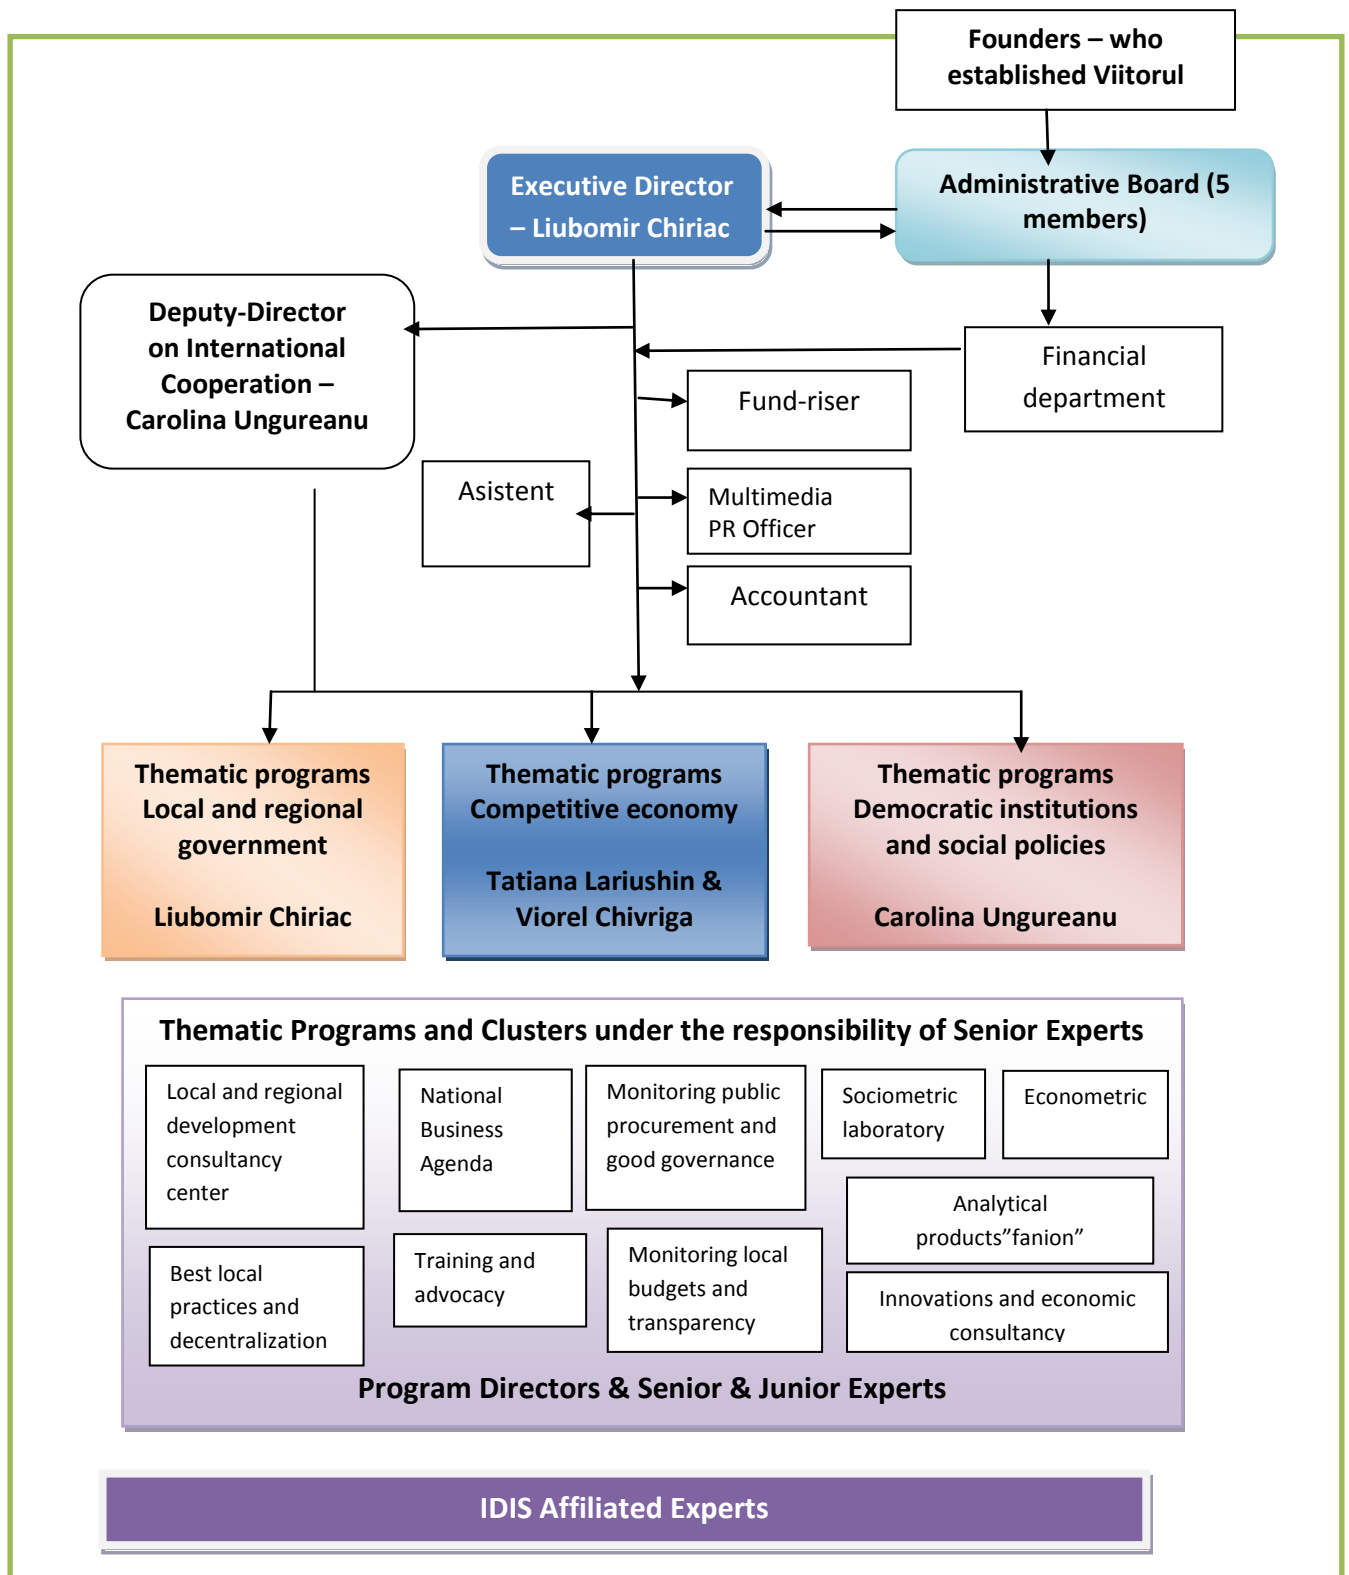 Founders – who
established Viitorul
Executive Director
– Liubomir Chiriac
Administrative Board (5
members)
Deputy-Director
on International
Cooperation –
Carolina Ungureanu
Financial
department
Fund-riser
Asistent
Multimedia
PR Officer
Accountant
Thematic programs
Local and regional
government
Liubomir Chiriac
Thematic programs
Competitive economy
Tatiana Lariushin &
Viorel Chivriga
Thematic programs
Democratic institutions
and social policies
Carolina Ungureanu
Thematic Programs and Clusters under the responsibility of Senior Experts
Local and regional
development
consultancy
center
National
Business
Agenda
Monitoring public
procurement and
good governance
Sociometric
laboratory
Econometric
Analytical
products”fanion”
Best local
practices and
decentralization
Training and
advocacy
Monitoring local
budgets and
transparency
Innovations and economic
consultancy
Program Directors & Senior & Junior Experts
IDIS Affiliated Experts